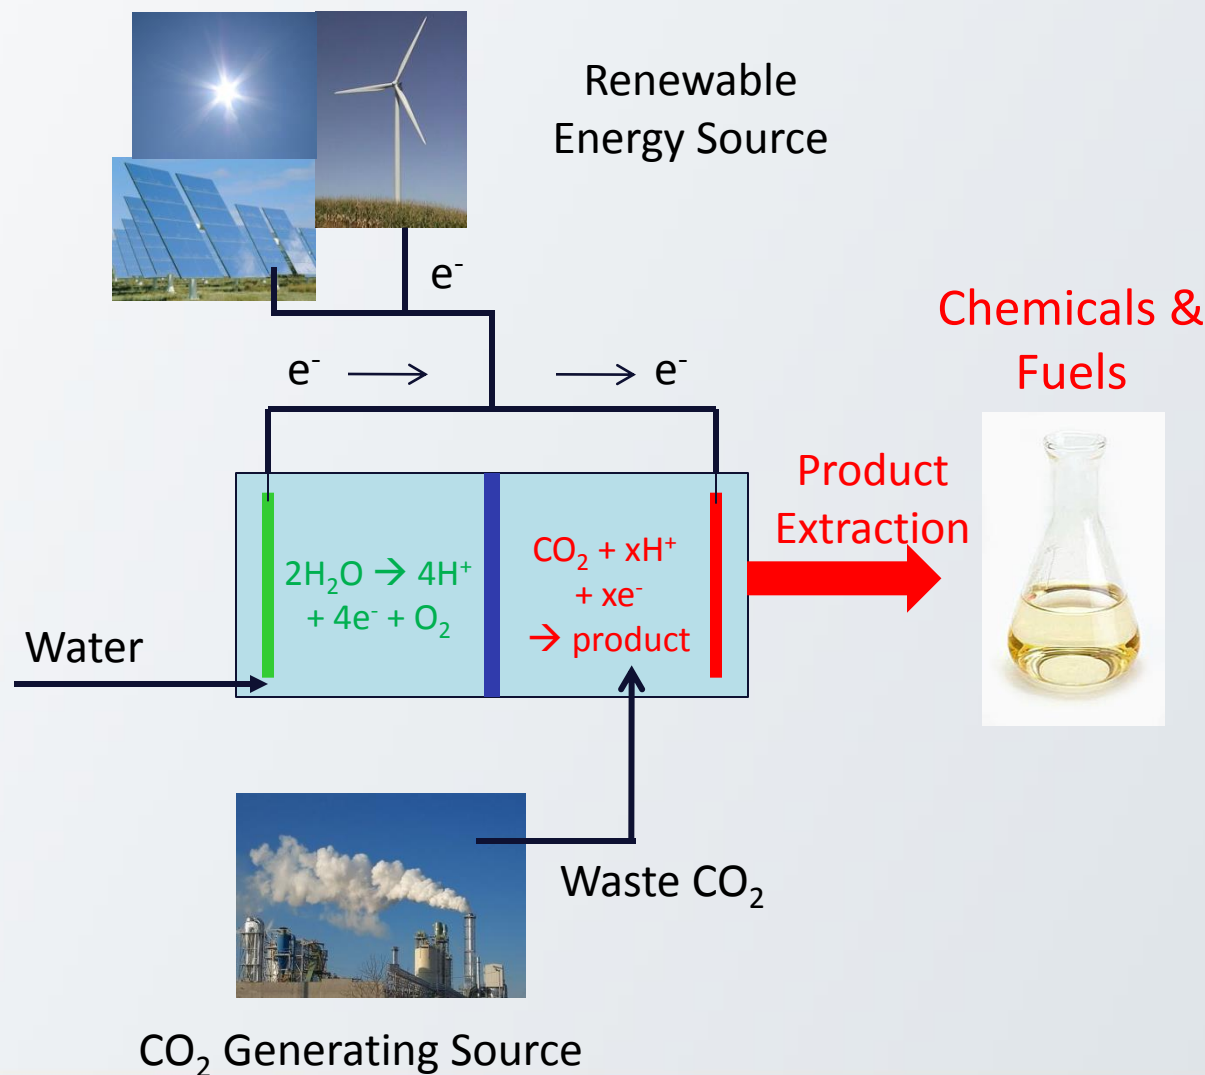 Renewable
Energy Source
e⁻
e⁻ → → e⁻
Chemicals &
Fuels
Product
Extraction
2H₂O → 4H⁺
+ 4e⁻ + O₂
CO₂ + xH⁺
+ xe⁻
→ product
Water
Waste CO₂
CO₂ Generating Source